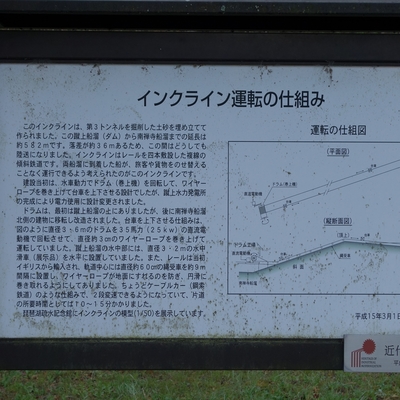 インクライン運転の仕組み
このインクラインは、第3トンネルを掘削した土砂を埋め立てて
作られました。この蹴上船溜（ダム）から南禅寺船溜までの延長は
約582mです。落差が約36mあるため、この間はどうしても
陸送になりました。インクラインはレールを四本敷設した複線の
傾斜鉄道です。両船溜に到着した船が、旅客や貨物をのせ替える
ことなく運行できるよう考えられたのがこのインクラインです。
建設当初は、水車動力でドラム（巻上機）を回転して、ワイヤー
ロープを巻き上げて台車を上下させる設計でしたが、蹴上水力発電所
の完成により電力使用に設計変更されました。
ドラムは、最初は蹴上船溜の上にありましたが、後に南禅寺船溜
北側の建物に移転し改造されました。台車を上下させる仕組みは、
図のように直径3・6mのドラムを35馬力（25kW）の直流電
動機で回転させて、直径約3cmのワイヤーロープを巻き上げて
運転していました。蹴上船溜の水中部には、直径3・2mの水中
滑車（展示品）を水平に設置していました。また、レールは当初
イギリスから輸入され、軌道中心には直径約60cmの縄受車を約9m
間隔に設置し、ワイヤーロープが地面にすれるのを防ぎ、円滑に
巻き取れるようにしてありました。ちょうどケーブルカー（鋼索
鉄道）のような仕組みで、2段変速できるようになっていて、片道
の所要時間としては10～15分かかりました。
※琵琶湖疏水記念館にインクラインの模型（1/50）を展示しています。
運転の仕組図
（平面図）
ドラム（巻上機）
（縦断面図）
ドラム工場
平成15年3月1
近代